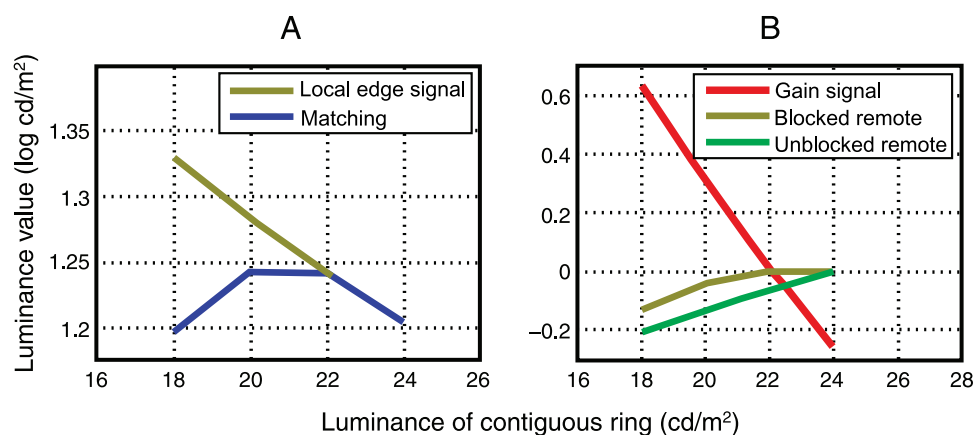 A
Luminance value (log cd/m²)
Local edge signal
Matching
1.35
1.3
1.25
1.2
16 18 20 22 24 26
B
Gain signal
Blocked remote
Unblocked remote
0.6
0.4
0.2
0
−0.2
16 18 20 22 24 26 28
Luminance of contiguous ring (cd/m²)